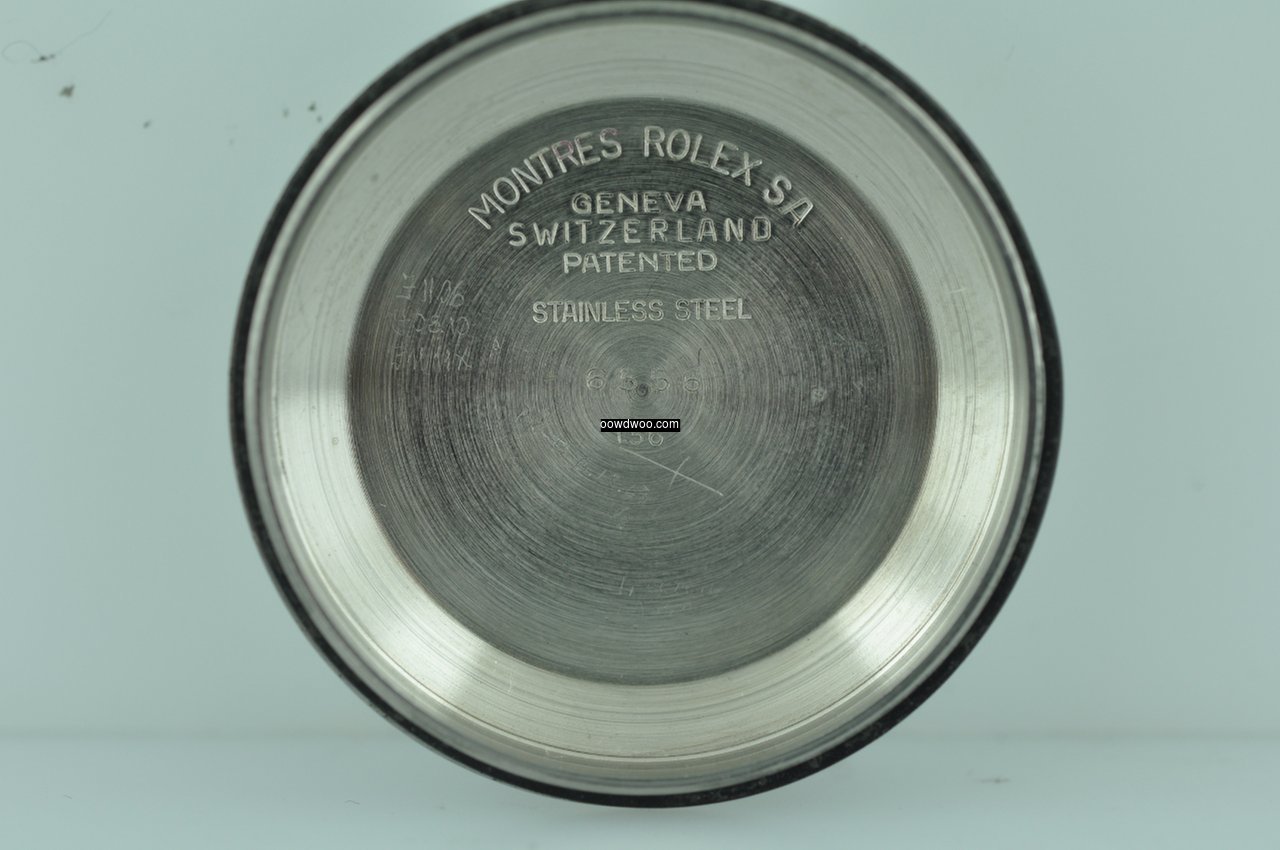 MONTRES ROLEX SA
GENEVA
SWITZERLAND
PATENTED
STAINLESS STEEL
6556
oowdwoo.com